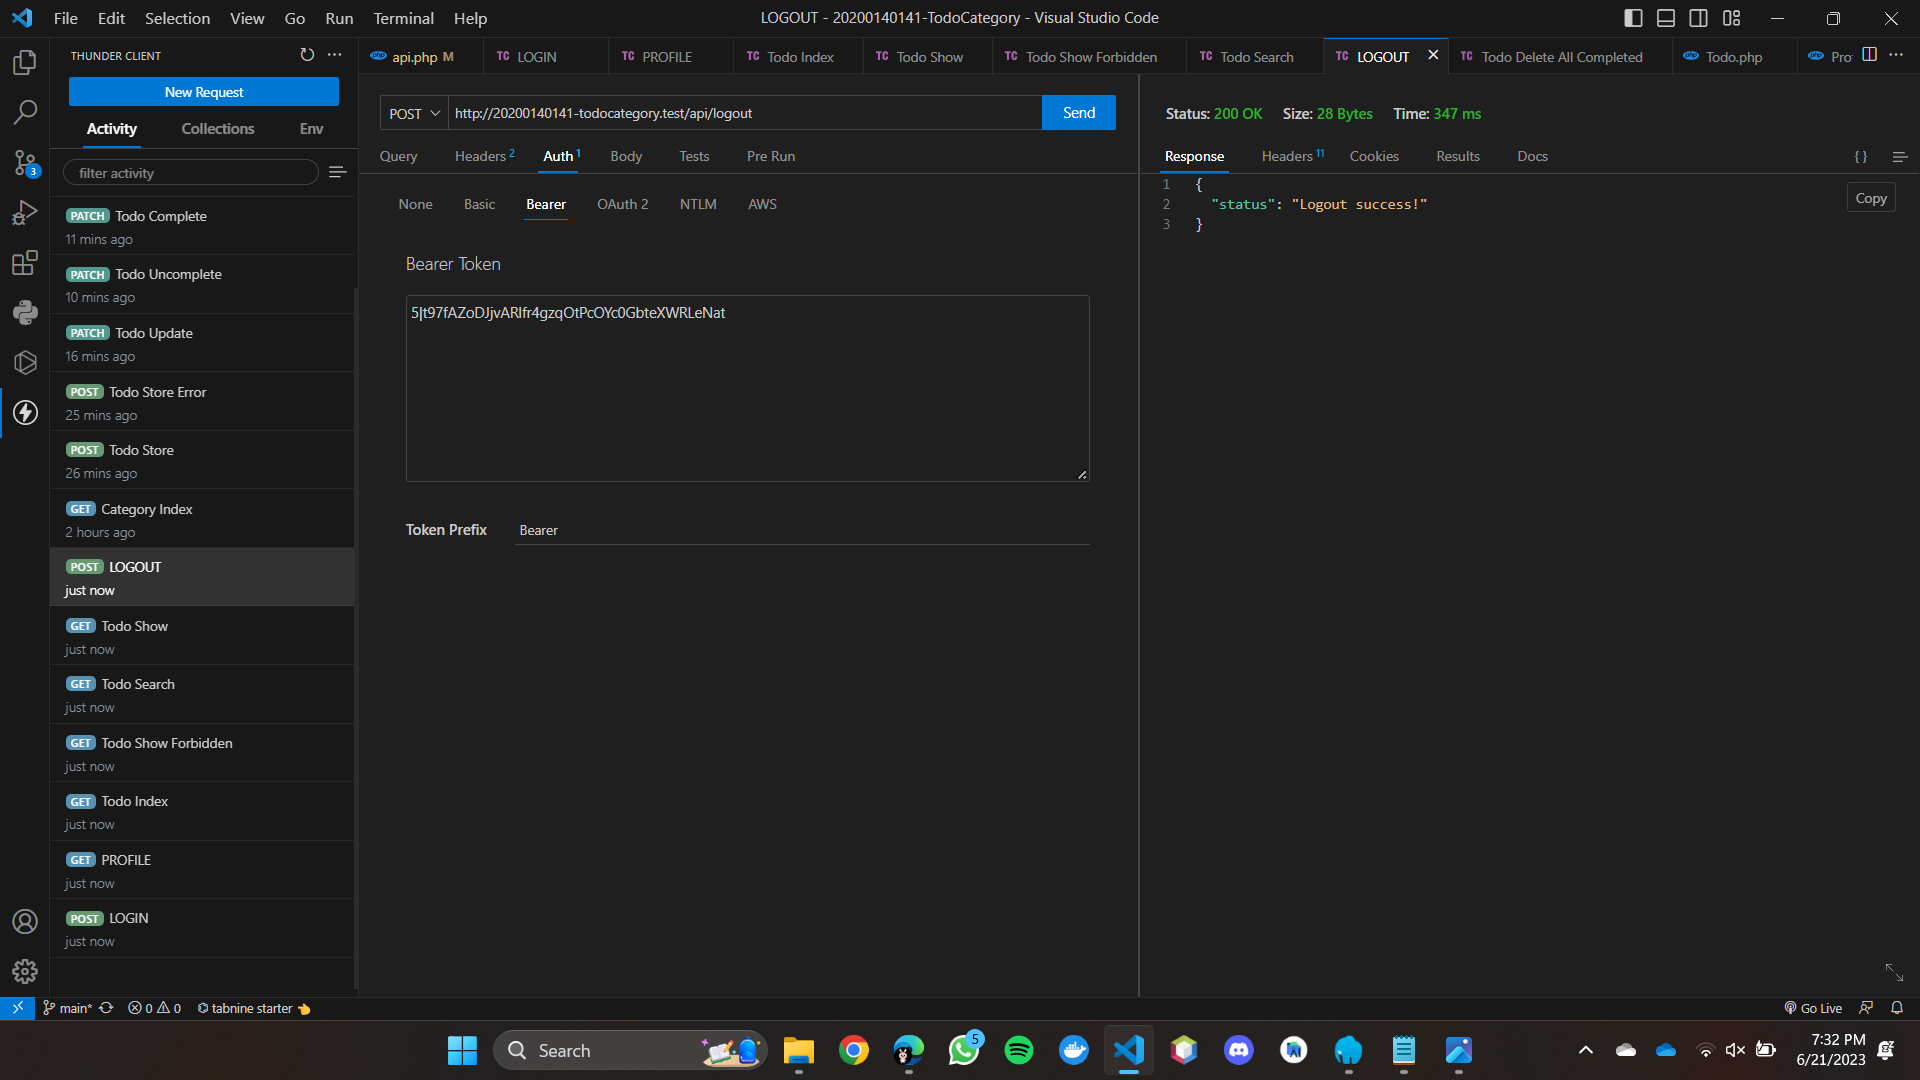 File Edit Selection View Go Run Terminal Help
LOGOUT - 20200140141-TodoCategory - Visual Studio Code
THUNDER CLIENT
New Request
Activity Collections Env
filter activity
PATCH Todo Complete
11 mins ago
PATCH Todo Uncomplete
10 mins ago
PATCH Todo Update
16 mins ago
POST Todo Store Error
25 mins ago
POST Todo Store
26 mins ago
GET Category Index
2 hours ago
POST LOGOUT
just now
GET Todo Show
just now
GET Todo Search
just now
GET Todo Show Forbidden
just now
GET Todo Index
just now
GET PROFILE
just now
POST LOGIN
just now
3
api.php M TC LOGIN TC PROFILE TC Todo Index TC Todo Show TC Todo Show Forbidden TC Todo Search TC LOGOUT TC Todo Delete All Completed php Todo.php php Pro
POST http://20200140141-todocategory.test/api/logout Send
Query Headers 2 Auth 1 Body Tests Pre Run
None Basic Bearer OAuth 2 NTLM AWS
Bearer Token
5|t97fAZoDJjvARlfr4gzqOtPcOYc0GbteXWRLeNat
Token Prefix Bearer
Status: 200 OK Size: 28 Bytes Time: 347 ms
Response Headers 11 Cookies Results Docs { }
Copy
1 {
2 "status": "Logout success!"
3 }
main* 0 0 tabnine starter Go Live
Search
5
7:32 PM
6/21/2023